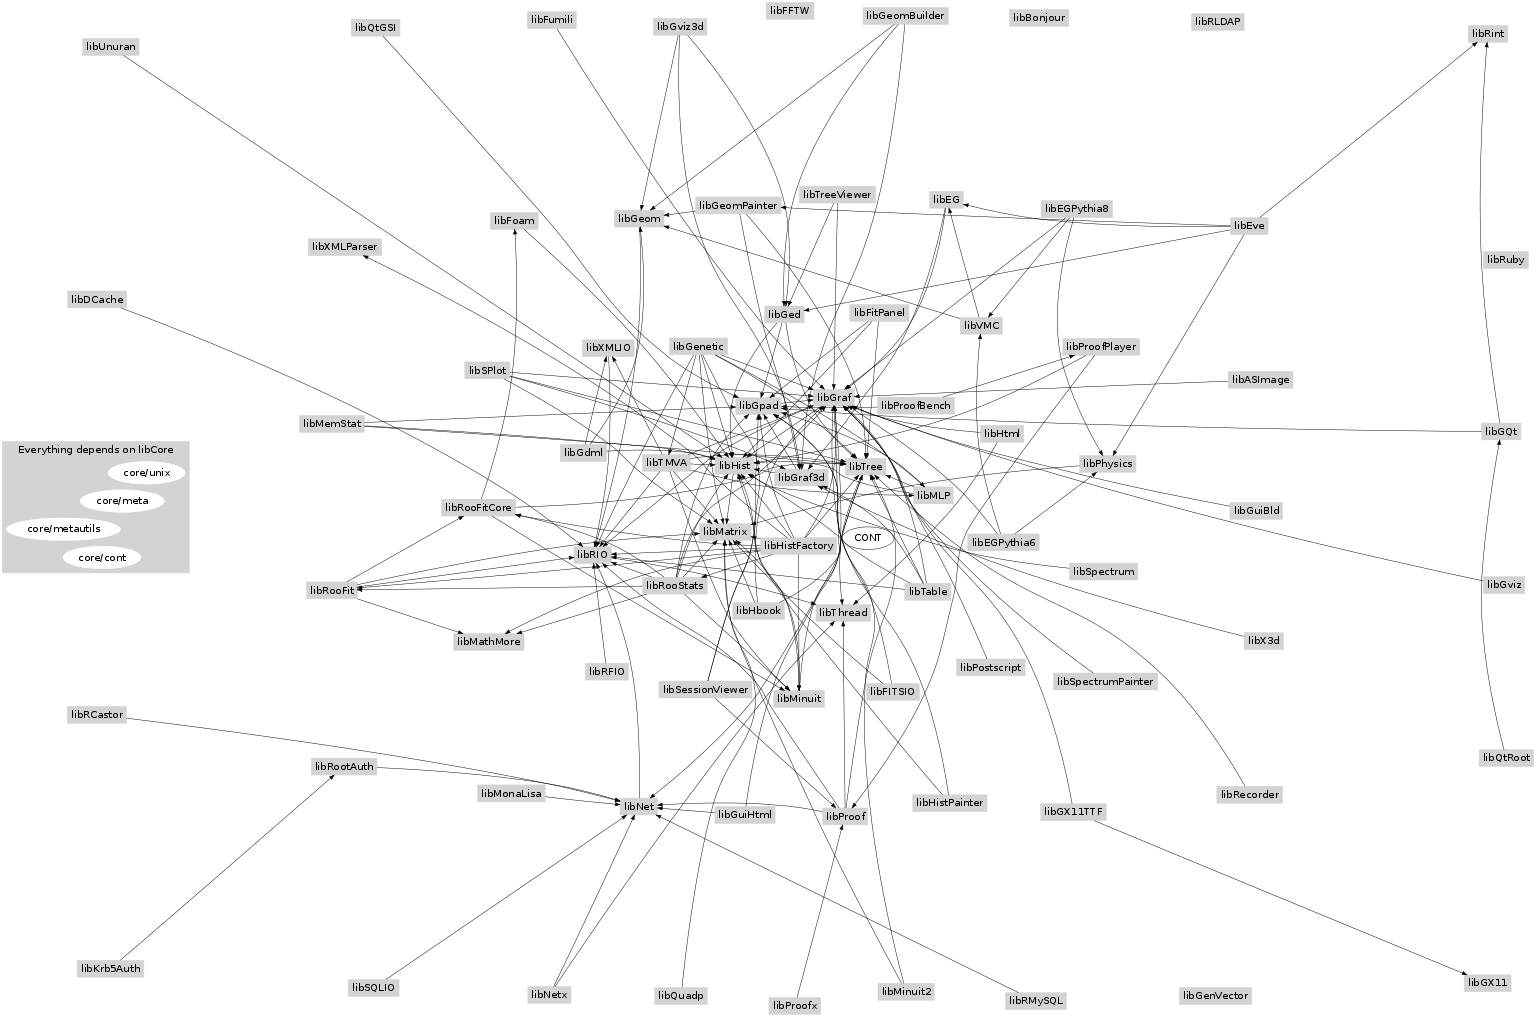 libFFTW
libGeomBuilder
libBonjour
libFumili
libRLDAP
libQtGSI
libGviz3d
libRint
libUnuran
libTreeViewer
libEG
libGeomPainter
libEGPythia8
libFoam
libGeom
libEve
libXMLParser
libRuby
libDCache
libGed
libFitPanel
libVMC
libXMLIO
libGenetic
libProofPlayer
libSPlot
libASImage
libGraf
libGpad
libProofBench
libMemStat
libHtml
libGQt
Everything depends on libCore
libGdml
libTMVA
libHist
libTree
libPhysics
core/unix
libGraf3d
libMLP
core/meta
libRooFitCore
libGuiBld
core/metautils
libMatrix
CONT
libHistFactory
libEGPythia6
core/cont
libRIO
libSpectrum
libRooFit
libRooStats
libTable
libGviz
libHbook
libThread
libMathMore
libX3d
libRFIO
libPostscript
libSpectrumPainter
libSessionViewer
libMinuit
libFITSIO
libRCastor
libQtRoot
libRootAuth
libMonaLisa
libRecorder
libNet
libHistPainter
libGuiHtml
libProof
libGX11TTF
libKrb5Auth
libGX11
libSQLIO
libNetx
libQuadp
libMinuit2
libGenVector
libProofx
libRMySQL